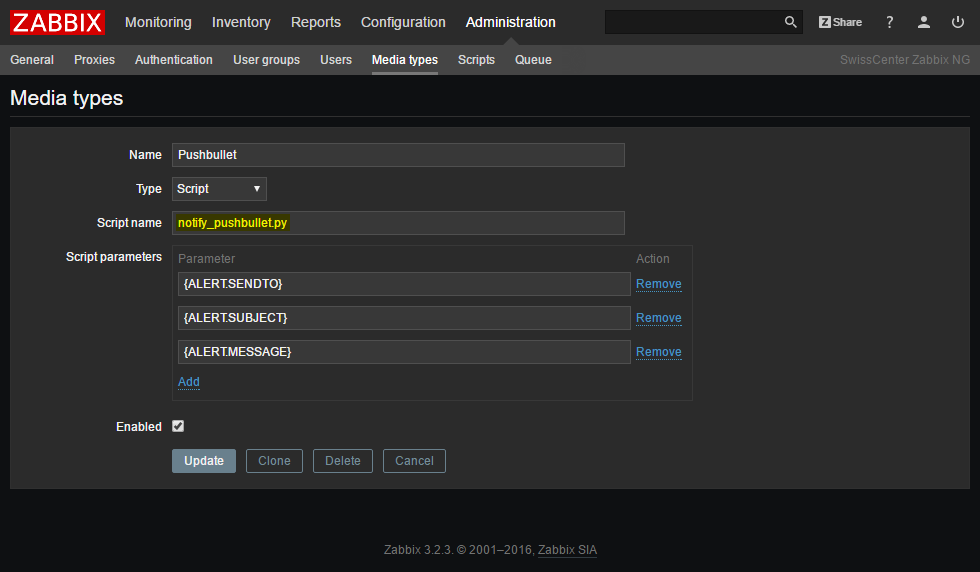 ZABBIX Monitoring Inventory Reports Configuration Administration Z Share ?
General Proxies Authentication User groups Users Media types Scripts Queue SwissCenter Zabbix NG
Media types
Name Pushbullet
Type Script
Script name notify_pushbullet.py
Script parameters Parameter Action
{ALERT.SENDTO} Remove
{ALERT.SUBJECT} Remove
{ALERT.MESSAGE} Remove
Add
Enabled
Update Clone Delete Cancel
Zabbix 3.2.3. © 2001–2016, Zabbix SIA